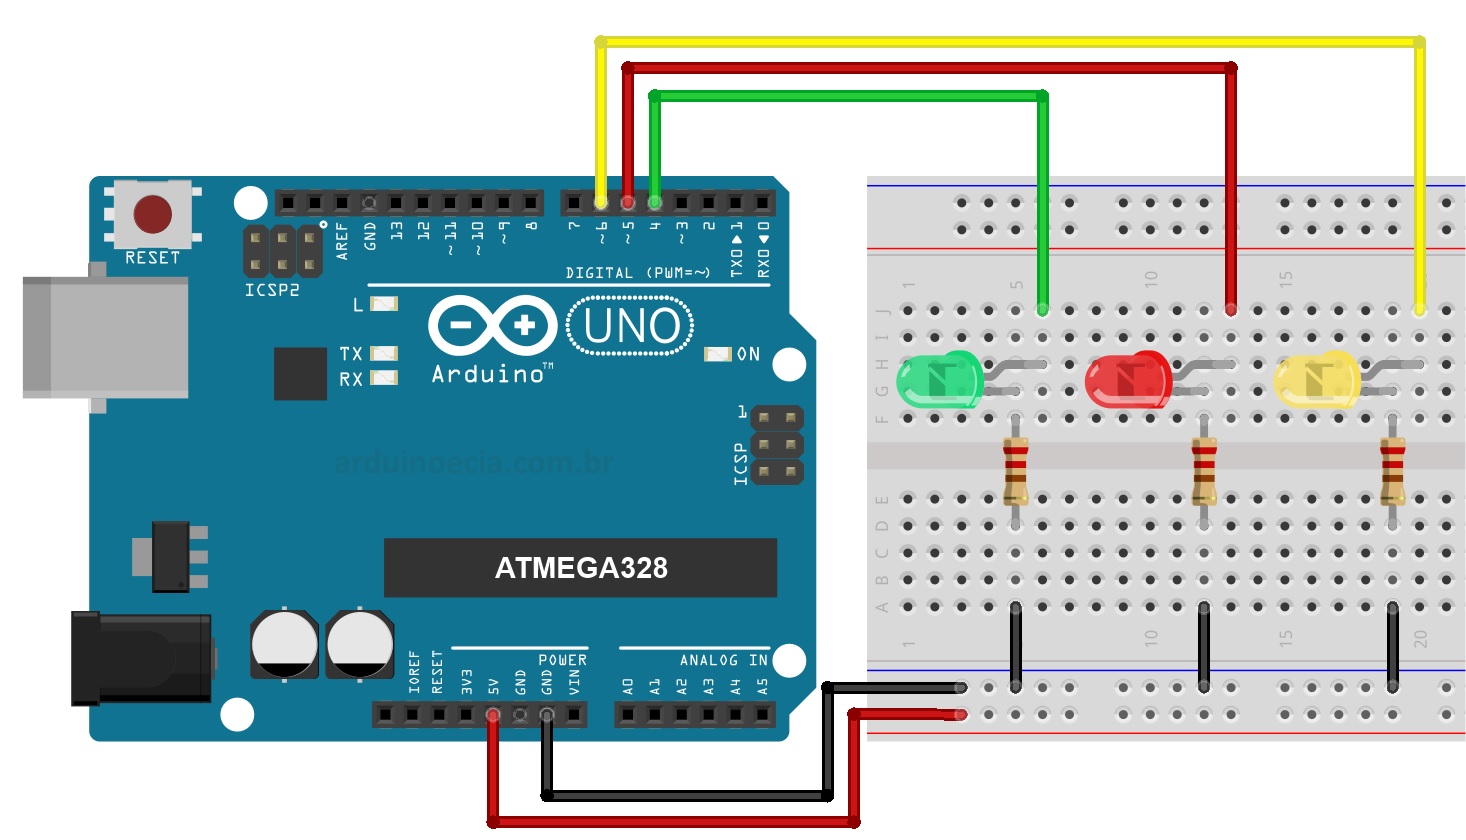 RESET
ICSP2
AREF
GND
13
12
~11
~10
~9
8
7
~6
~5
4
~3
2
TXO▶1
RXO◀0
DIGITAL (PWM=~)
L
TX
RX
UNO
Arduino™
ON
1
ICSP
arduinoecia.com.br
ATMEGA328
POWER
ANALOG IN
IOREF
RESET
3V3
5V
GND
GND
VIN
A0
A1
A2
A3
A4
A5
1
5
10
15
J
I
H
G
F
E
D
C
B
A
1
10
15
20